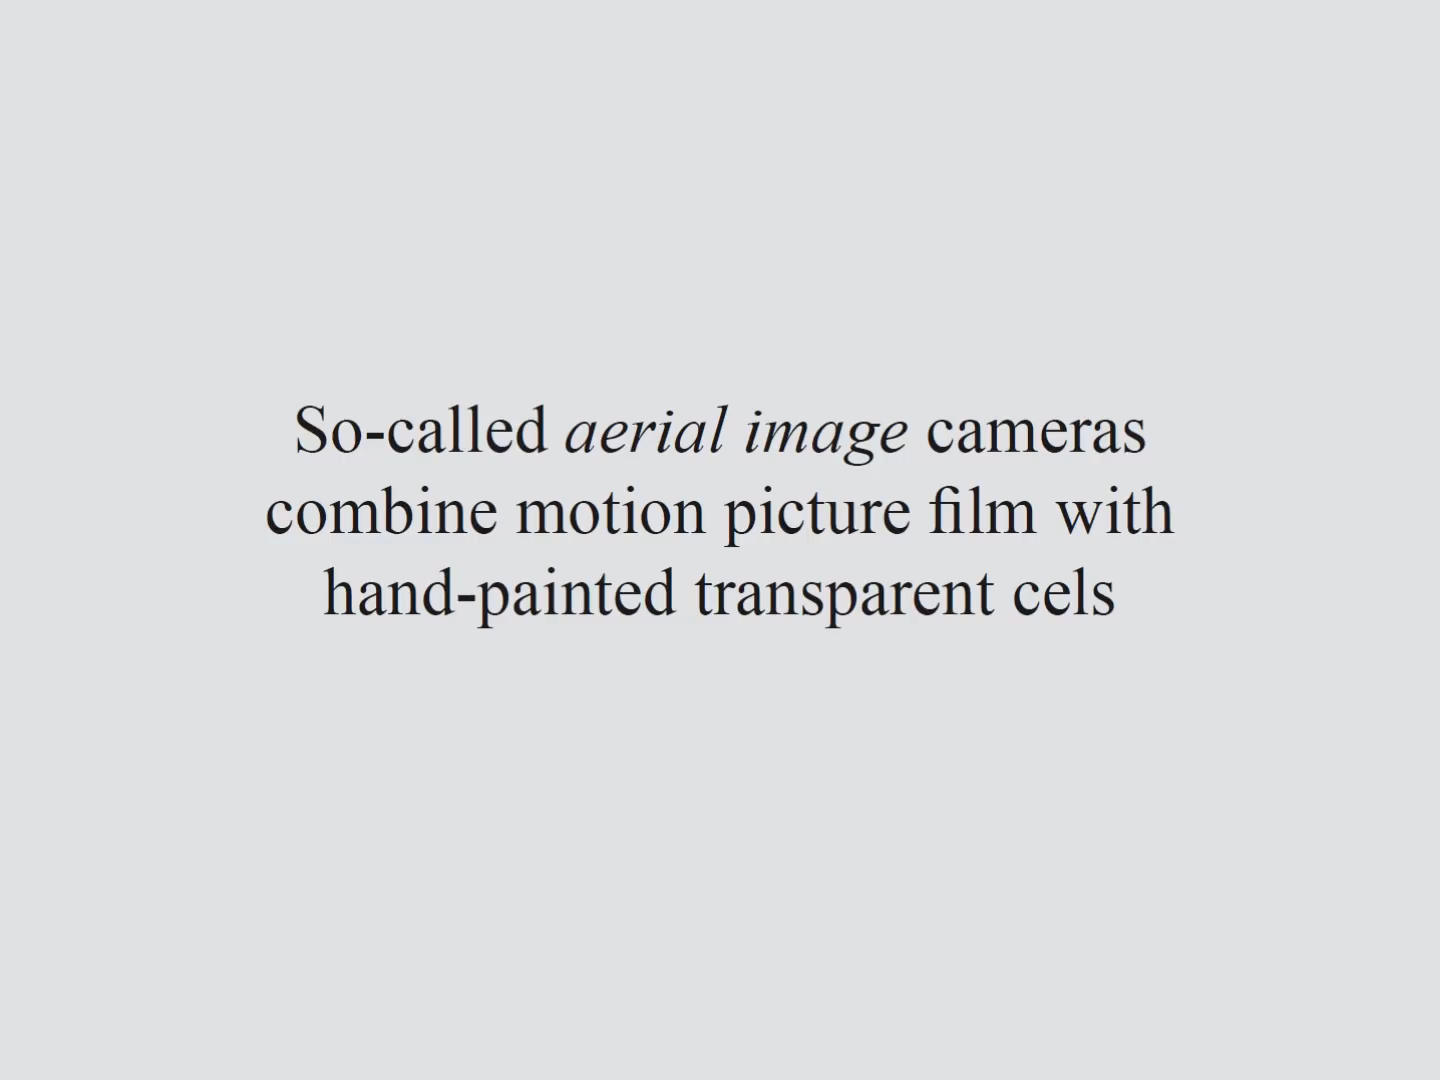 So-called aerial image cameras
combine motion picture film with
hand-painted transparent cels